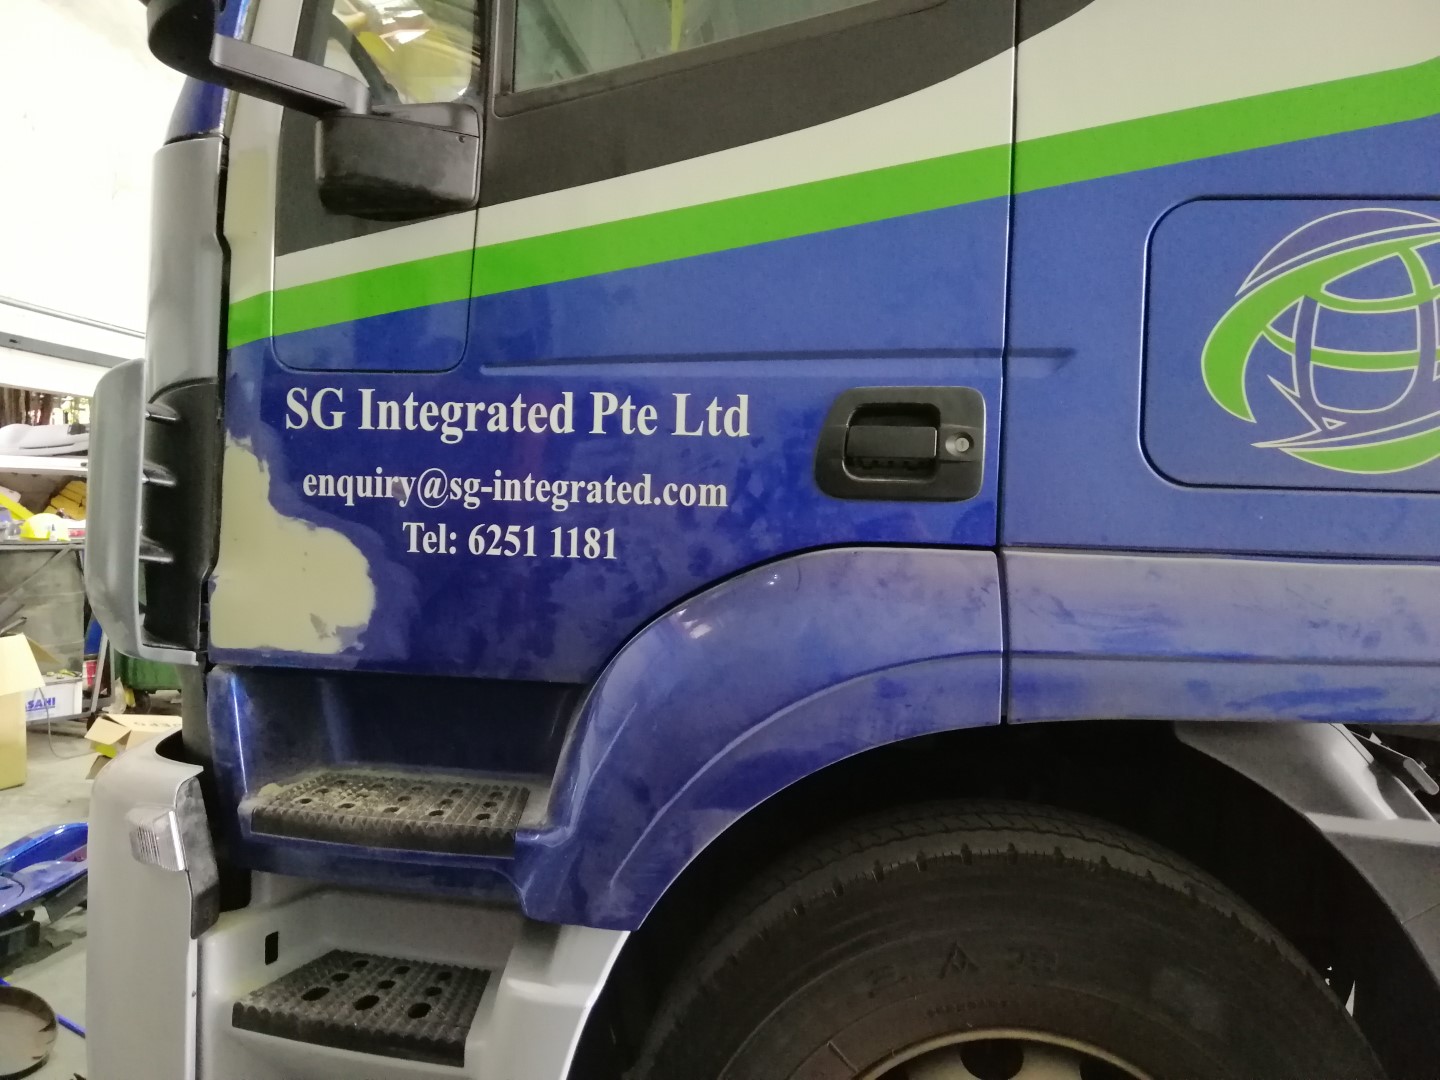 SG Integrated Pte Ltd
enquiry@sg-integrated.com
Tel: 6251 1181